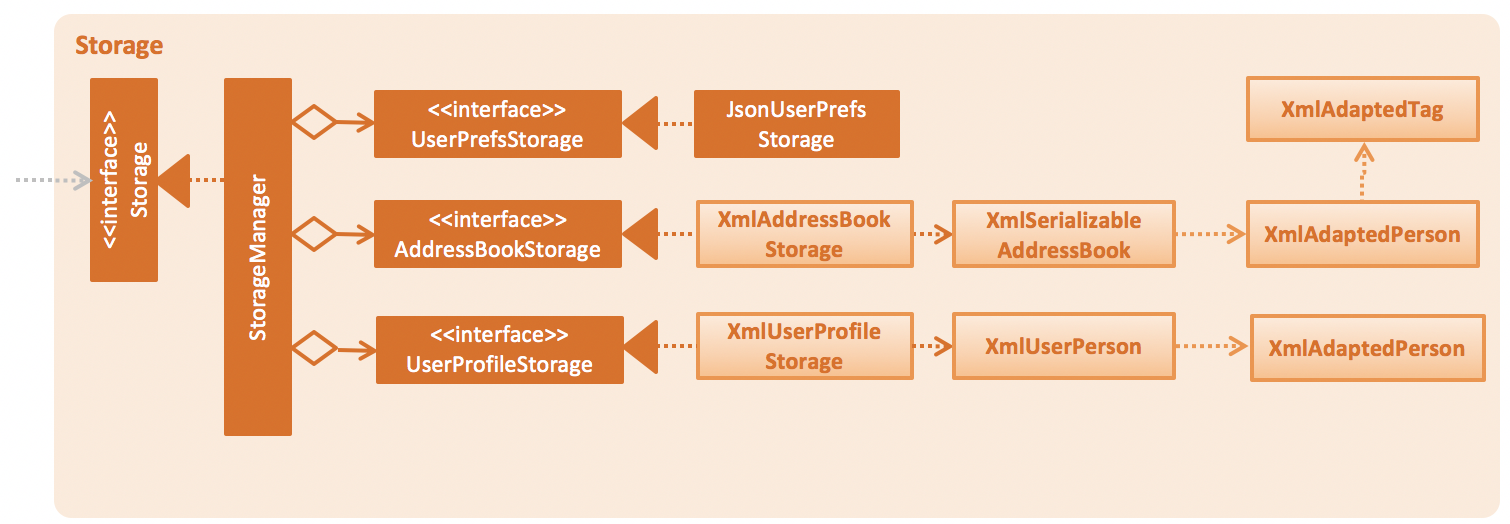 Storage
<<interface>>
Storage
StorageManager
<<interface>>
UserPrefsStorage
JsonUserPrefs
Storage
XmlAdaptedTag
<<interface>>
AddressBookStorage
XmlAddressBook
Storage
XmlSerializable
AddressBook
XmlAdaptedPerson
<<interface>>
UserProfileStorage
XmlUserProfile
Storage
XmlUserPerson
XmlAdaptedPerson